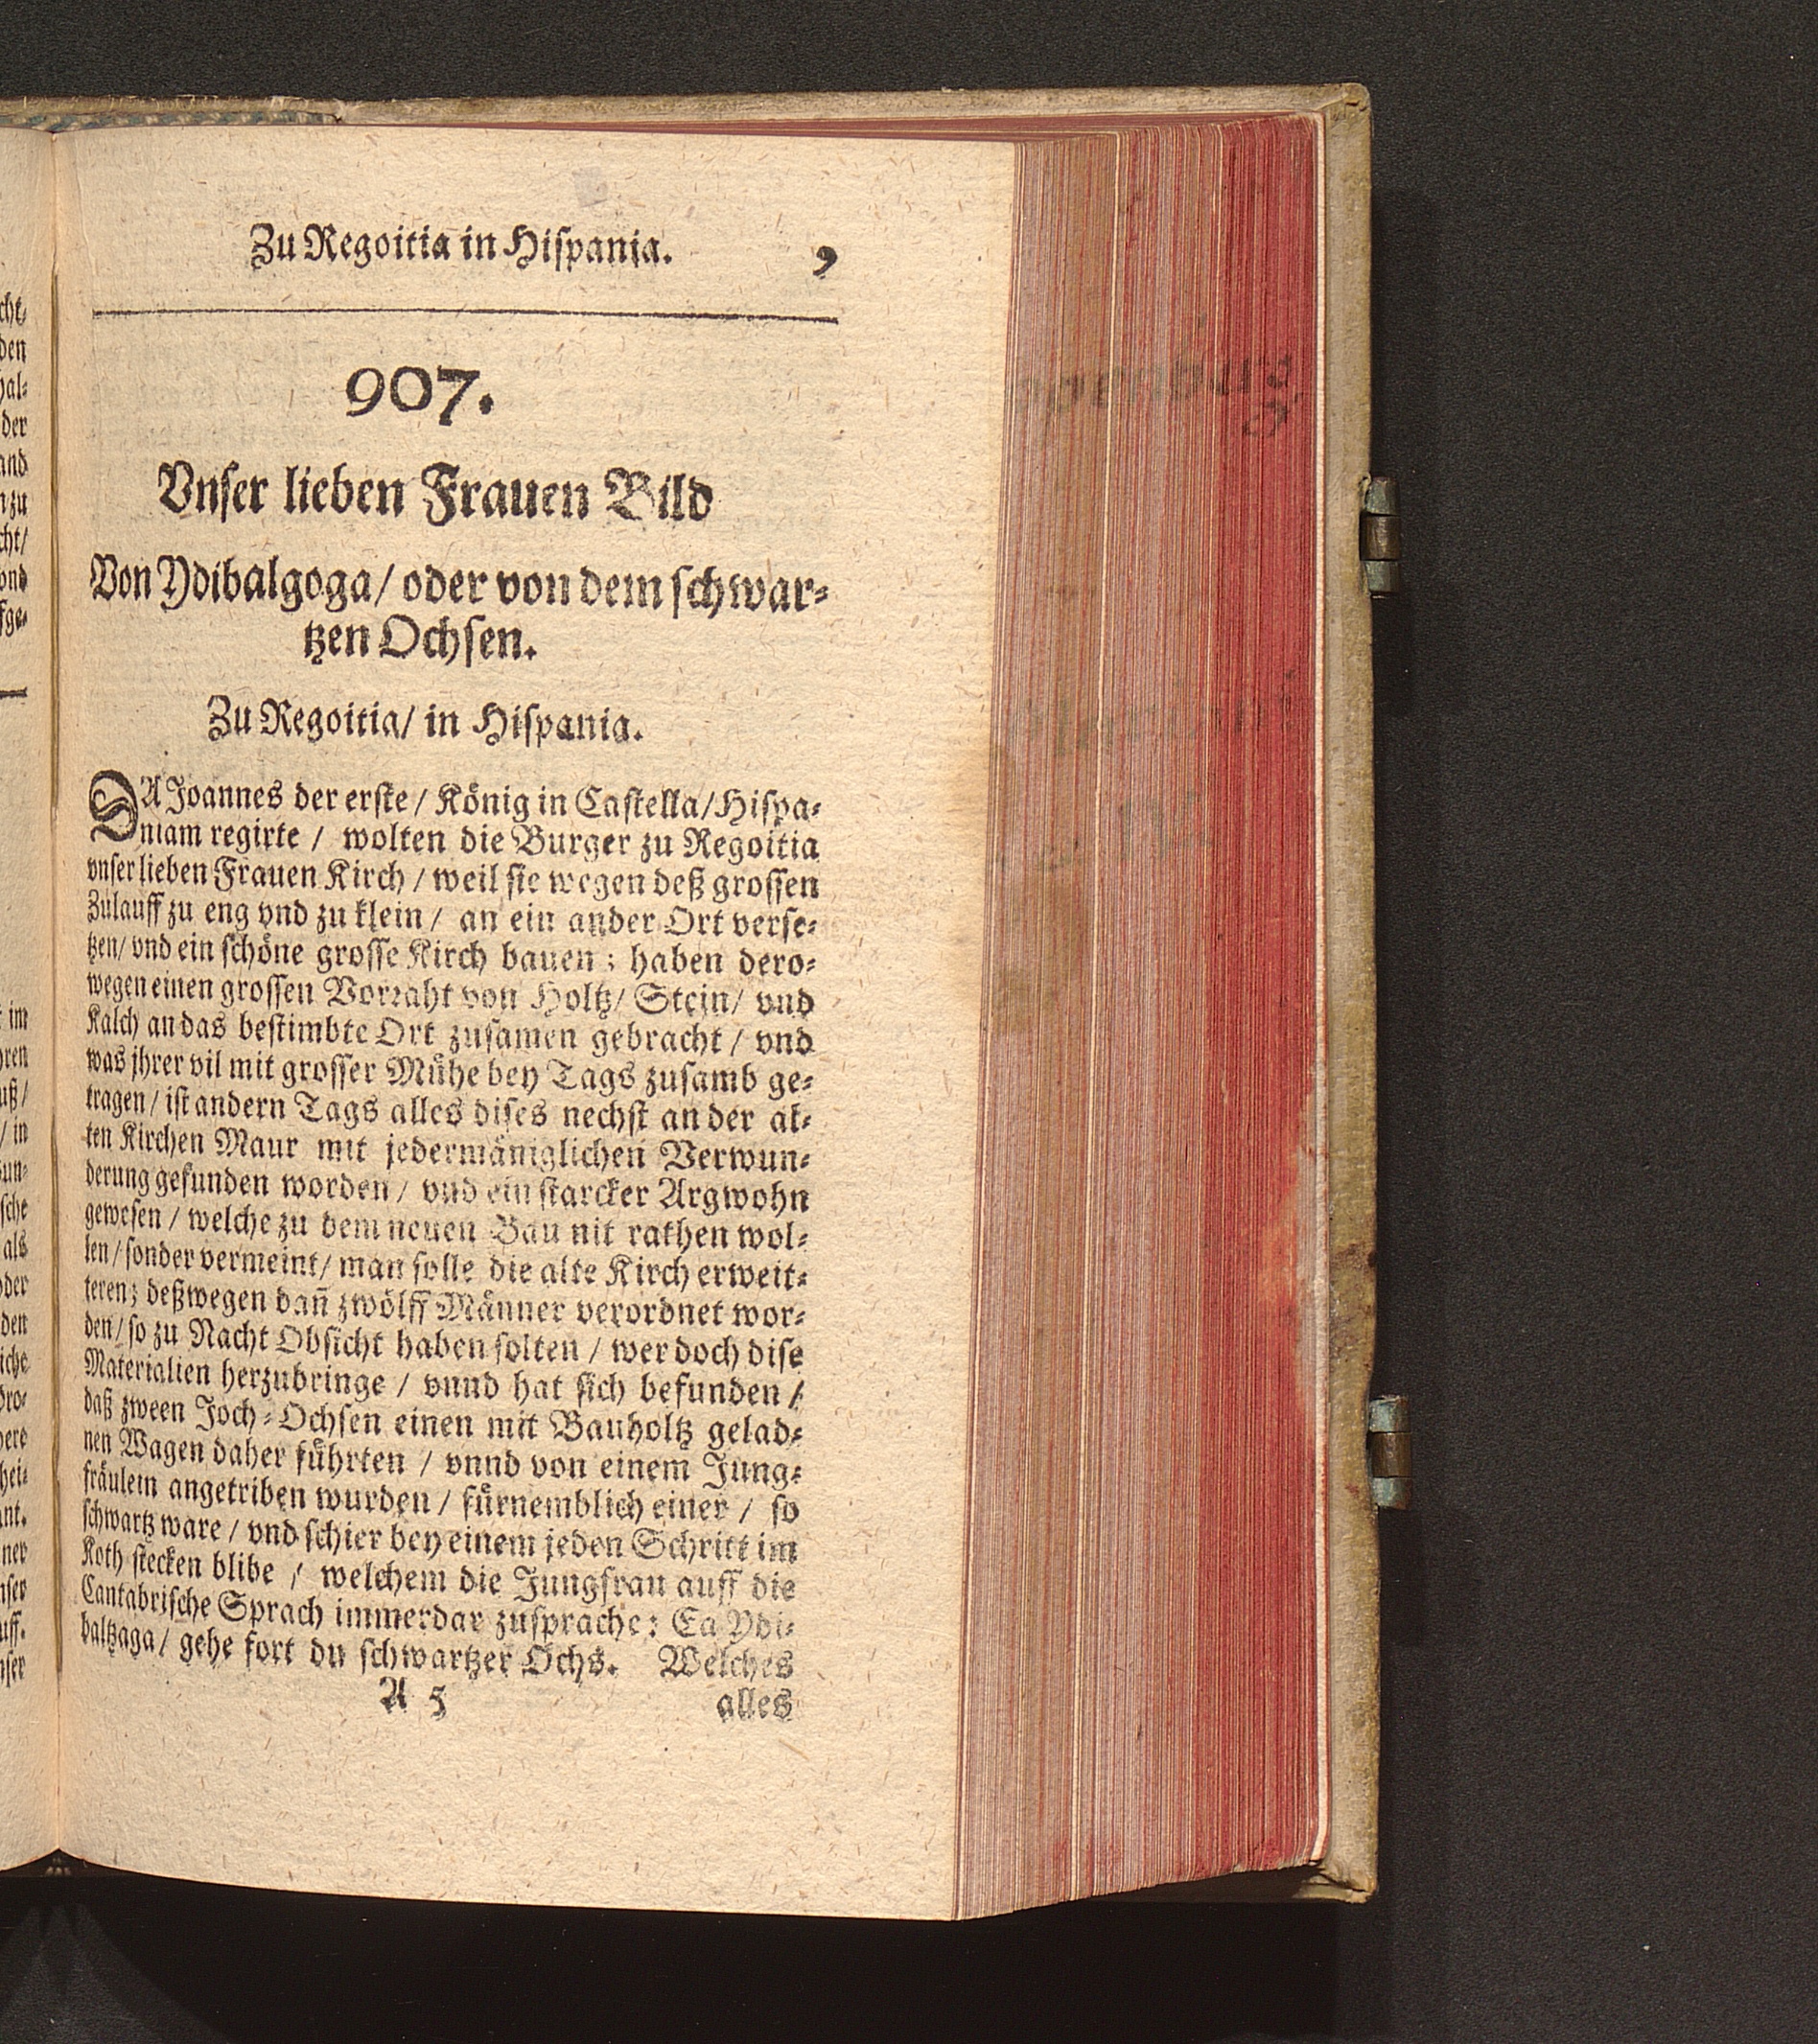 Zu Regoitia in Hispania. 9
907.
Vnser lieben Frauen Bild
Von Ydibalgoga/ oder von dem schwar-
tzen Ochsen.
Zu Regoitia/ in Hispania.
DA Joannes der erste/ König in Castella/ Hispa-
niam regirte/ wolten die Burger zu Regoitia
vnser lieben Frauen Kirch/ weil sie wegen deß grossen
Zulauff zu eng vnd zu klein/ an ein ander Ort verse-
tzen/ vnd ein schöne grosse Kirch bauen; haben dero-
wegen einen grossen Vorraht von Holtz/ Stein/ vnd
Kalch an das bestimbte Ort zusamen gebracht/ vnd
was jhrer vil mit grosser Mühe bey Tags zusamb ge-
tragen/ ist andern Tags alles dises nechst an der al-
ten Kirchen Maur mit jedermäniglichen Verwun-
derung gefunden worden/ vnd ein starcker Argwohn
gewesen/ welche zu dem neuen Bau nit rathen wol-
len/ sonder vermeint/ man solle die alte Kirch erweit-
teren; deßwegen dañ zwölff Männer verordnet wor-
den/ so zu Nacht Obsicht haben solten/ wer doch dise
Materialien herzubringe/ vnnd hat sich befunden/
daß zween Joch-Ochsen einen mit Bauholtz gelad-
nen Wagen daher führten/ vnnd von einem Jung-
fräulein angetriben wurden/ fürnemblich einer/ so
schwartz ware/ vnd schier bey einem jeden Schritt im
Koth stecken blibe/ welchem die Jungfrau auff die
Cantabrische Sprach immerdar zusprache: Ea Ydi-
baltzaga/ gehe fort du schwartzer Ochs. Welches
A 5 alles